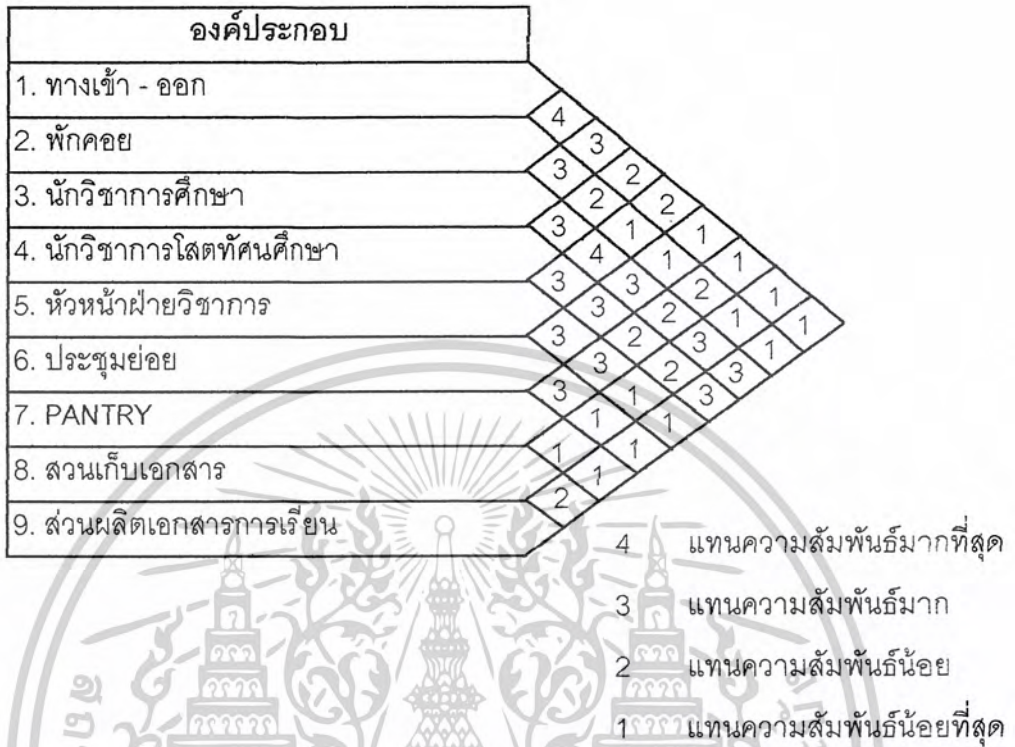 องค์ประกอบ
1. ทางเข้า - ออก
4
2. พักคอย
3
3 2
3. นักวิชาการศึกษา
2 2
3 1 1
4. นักวิชาการโสตทัศนศึกษา
4 1 1
3 3 2 1
5. หัวหน้าฝ่ายวิชาการ
3 2 1 1
3 2 3 1
6. ประชุมย่อย
3 2 3
3 1 3
7. PANTRY
1 1
1 1
8. สวนเก็บเอกสาร
1
2
9. ส่วนผลิตเอกสารการเรียน
4 แทนความสัมพันธ์มากที่สุด
3 แทนความสัมพันธ์มาก
2 แทนความสัมพันธ์น้อย
1 แทนความสัมพันธ์น้อยที่สุด